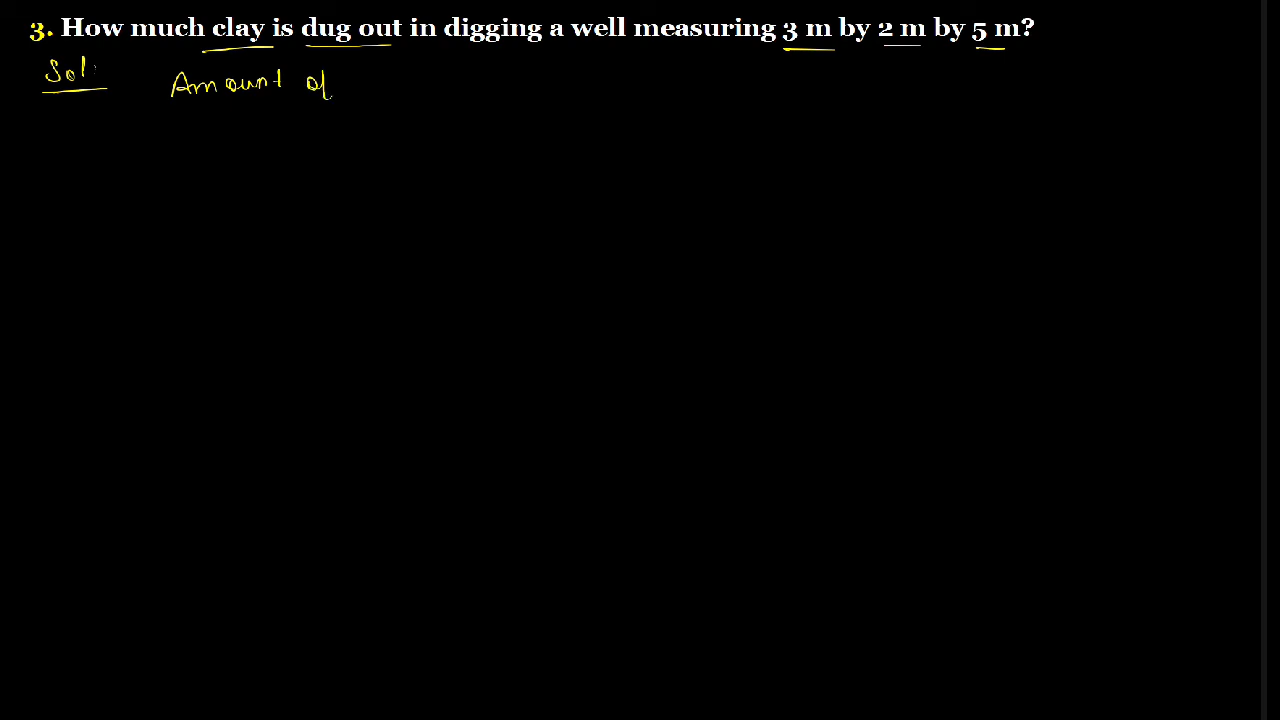 3. How much clay is dug out in digging a well measuring 3 m by 2 m by 5 m?
Sol:
Amount of